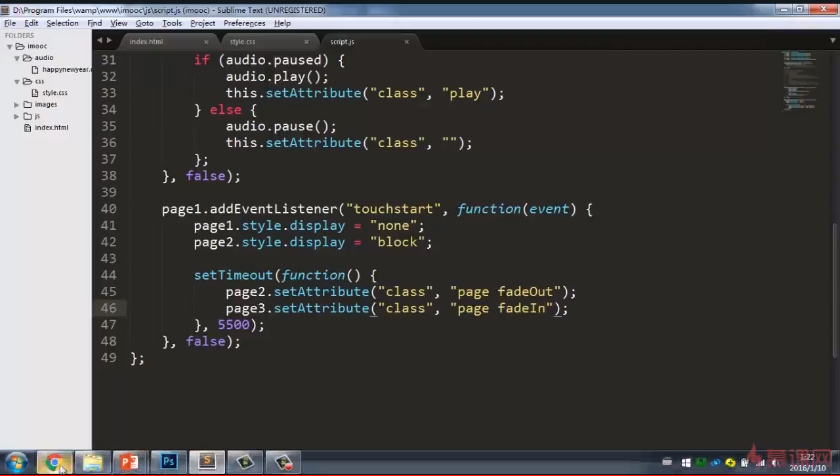 D:\Program Files\wamp\www\imooc\js\script.js (imooc) - Sublime Text (UNREGISTERED)
File Edit Selection Find View Goto Tools Project Preferences Help
FOLDERS
imooc
audio
happynewyear.
css
style.css
images
js
index.html
index.html × style.css × script.js ×
31 if (audio.paused) {
32 audio.play();
33 this.setAttribute("class", "play");
34 } else {
35 audio.pause();
36 this.setAttribute("class", "");
37 };
38 }, false);
39
40 page1.addEventListener("touchstart", function(event) {
41 page1.style.display = "none";
42 page2.style.display = "block";
43
44 setTimeout(function() {
45 page2.setAttribute("class", "page fadeOut");
46 page3.setAttribute("class", "page fadeIn");
47 }, 5500);
48 }, false);
49 };
1:22
2016/1/10
慕课网